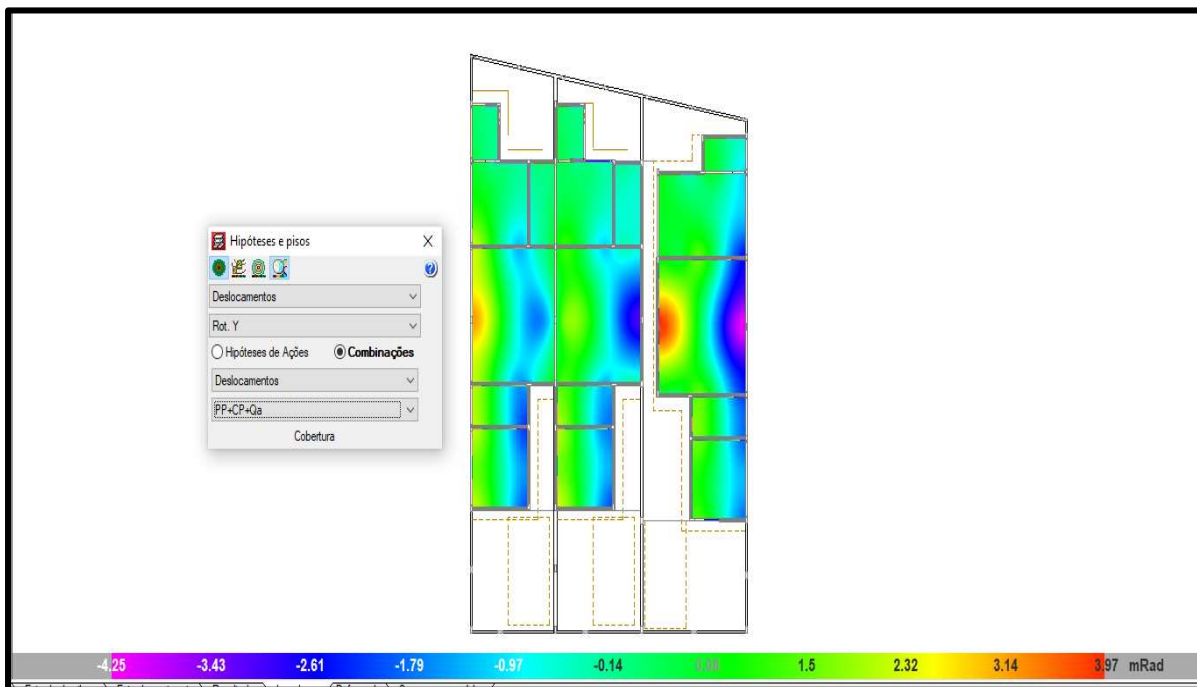 Hipóteses e pisos
Deslocamentos
Rot. Y
Hipóteses de Ações Combinações
Deslocamentos
PP+CP+Qa
Cobertura
-4.25 -3.43 -2.61 -1.79 -0.97 -0.14 1.5 2.32 3.14 3.97 mRad